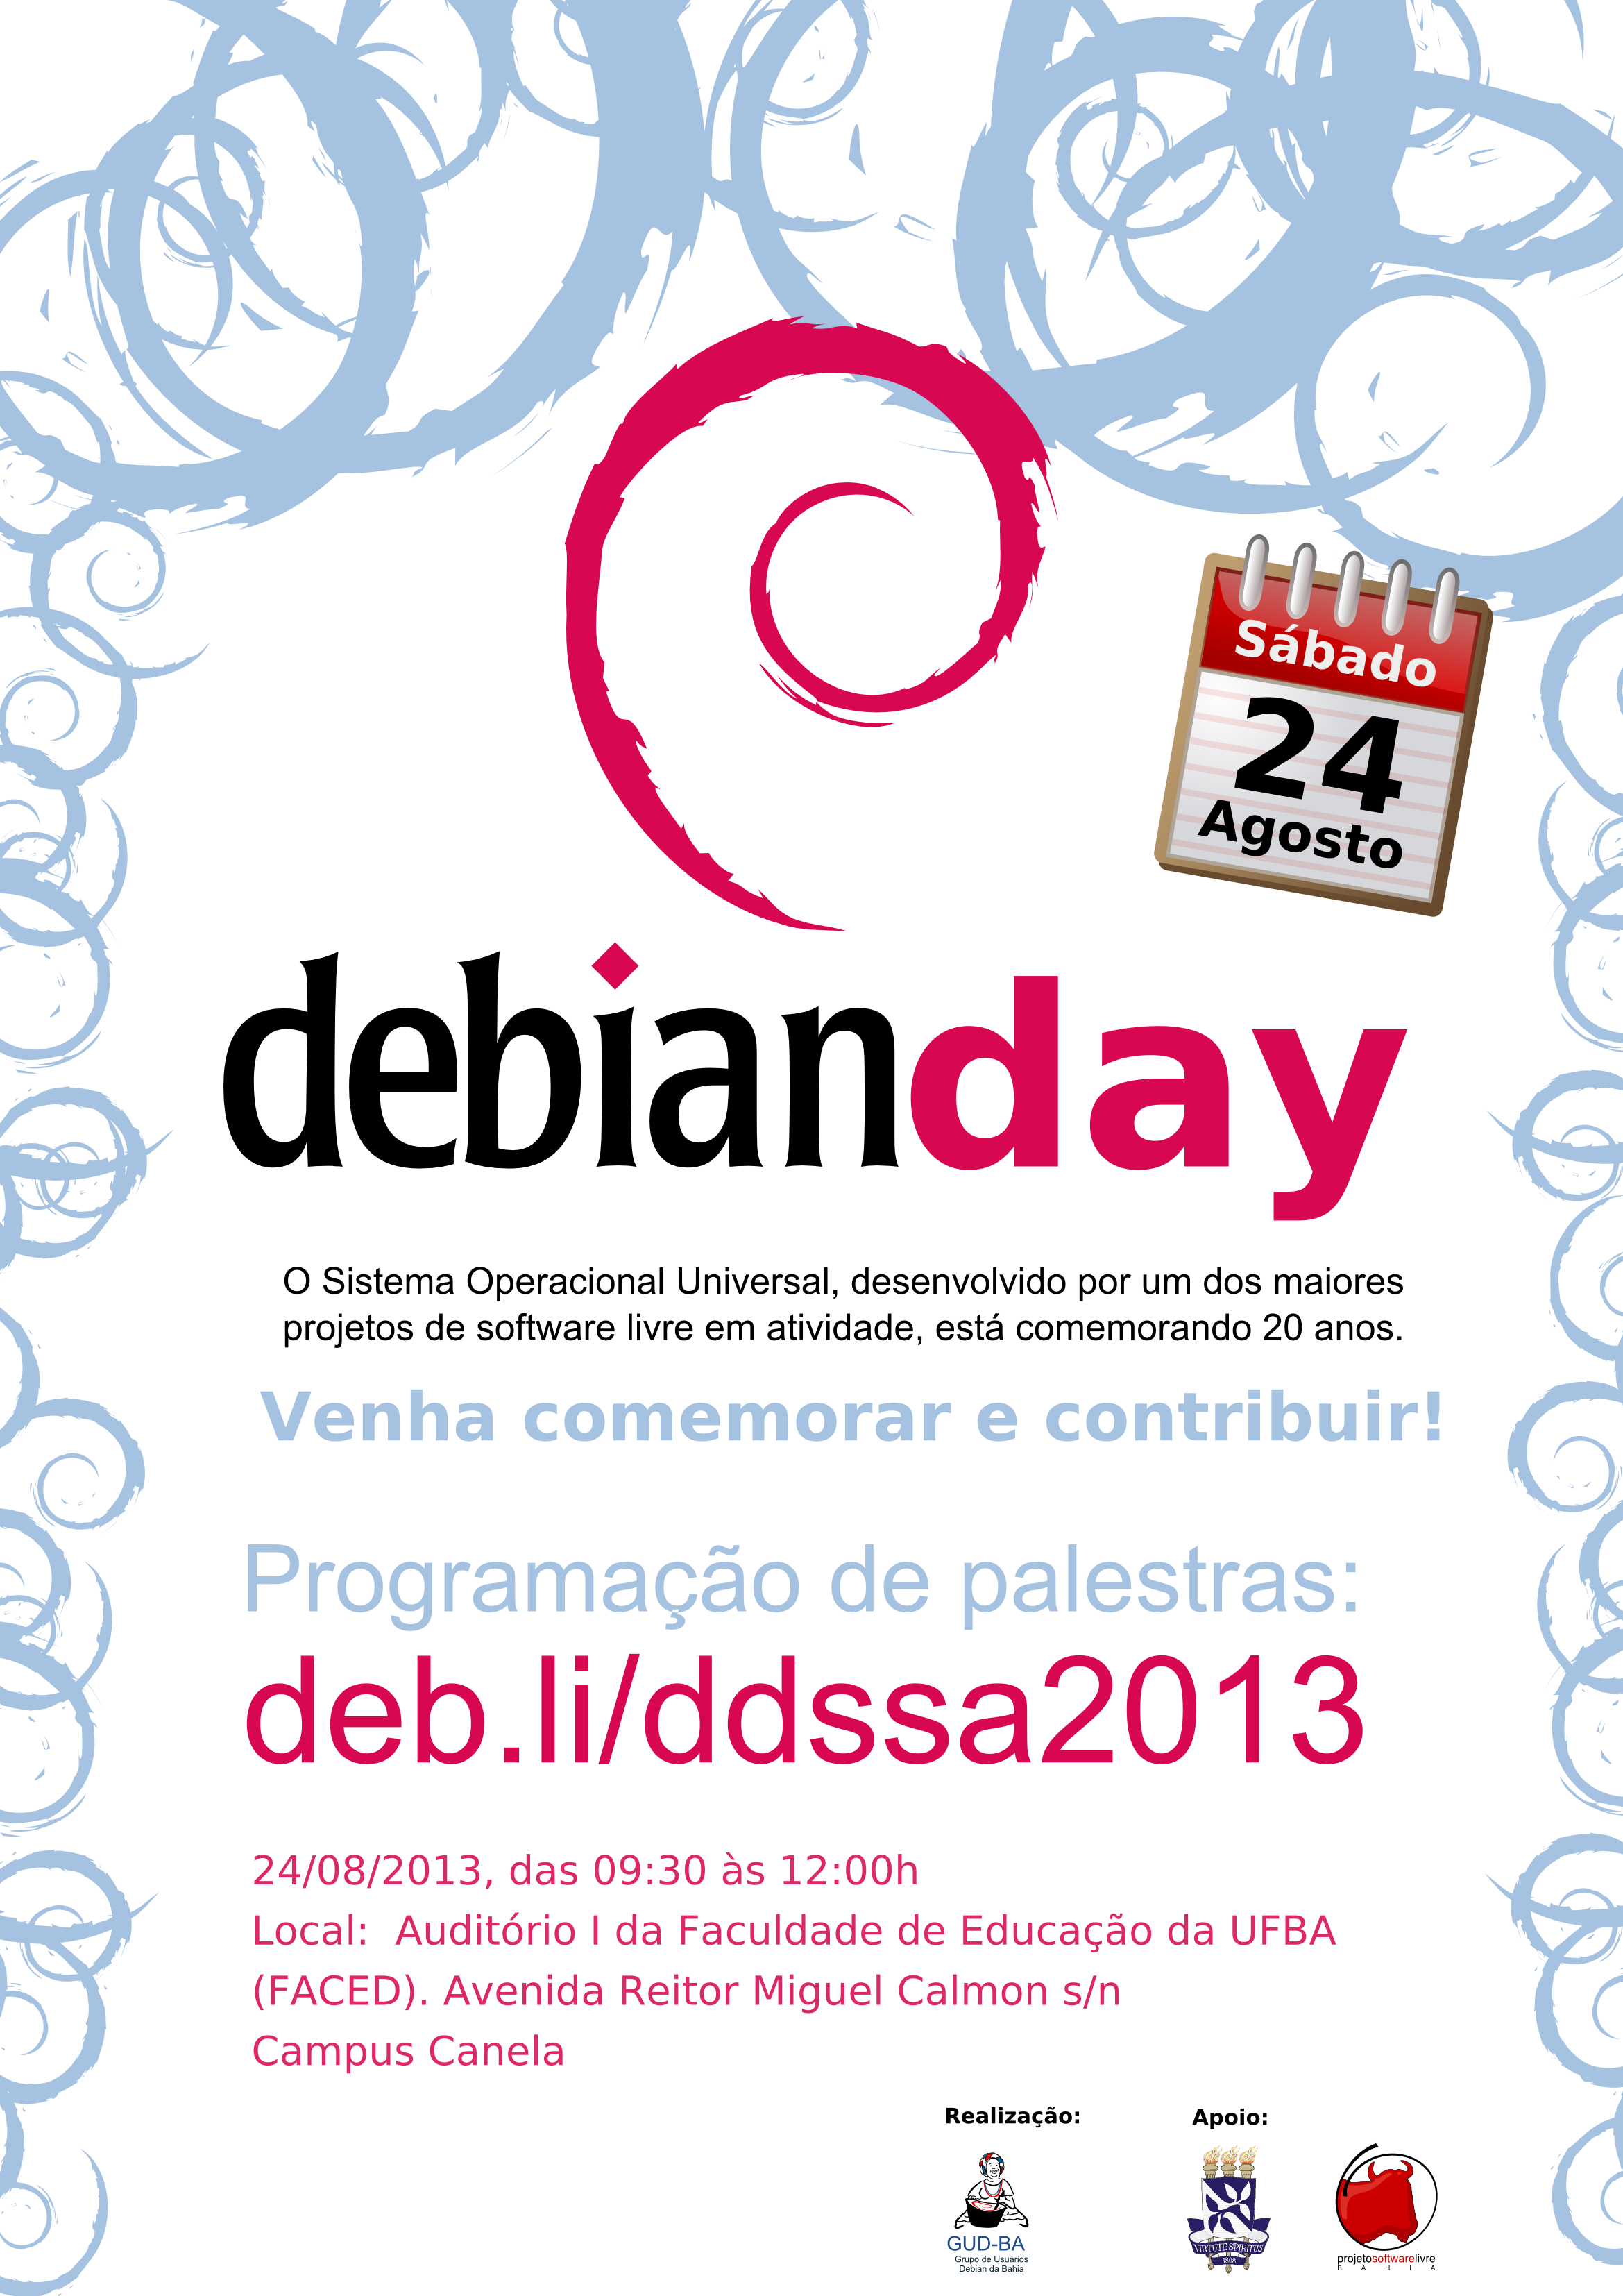 Sábado
24
Agosto
debianday
O Sistema Operacional Universal, desenvolvido por um dos maiores
projetos de software livre em atividade, está comemorando 20 anos.
Venha comemorar e contribuir!
Programação de palestras:
deb.li/ddssa2013
24/08/2013, das 09:30 às 12:00h
Local:  Auditório I da Faculdade de Educação da UFBA
(FACED). Avenida Reitor Miguel Calmon s/n
Campus Canela
Realização:
Apoio:
GUD-BA
Grupo de Usuários
Debian da Bahia
VIRTUTE SPIRITUS
1808
projetosoftwarelivre
BAHIA